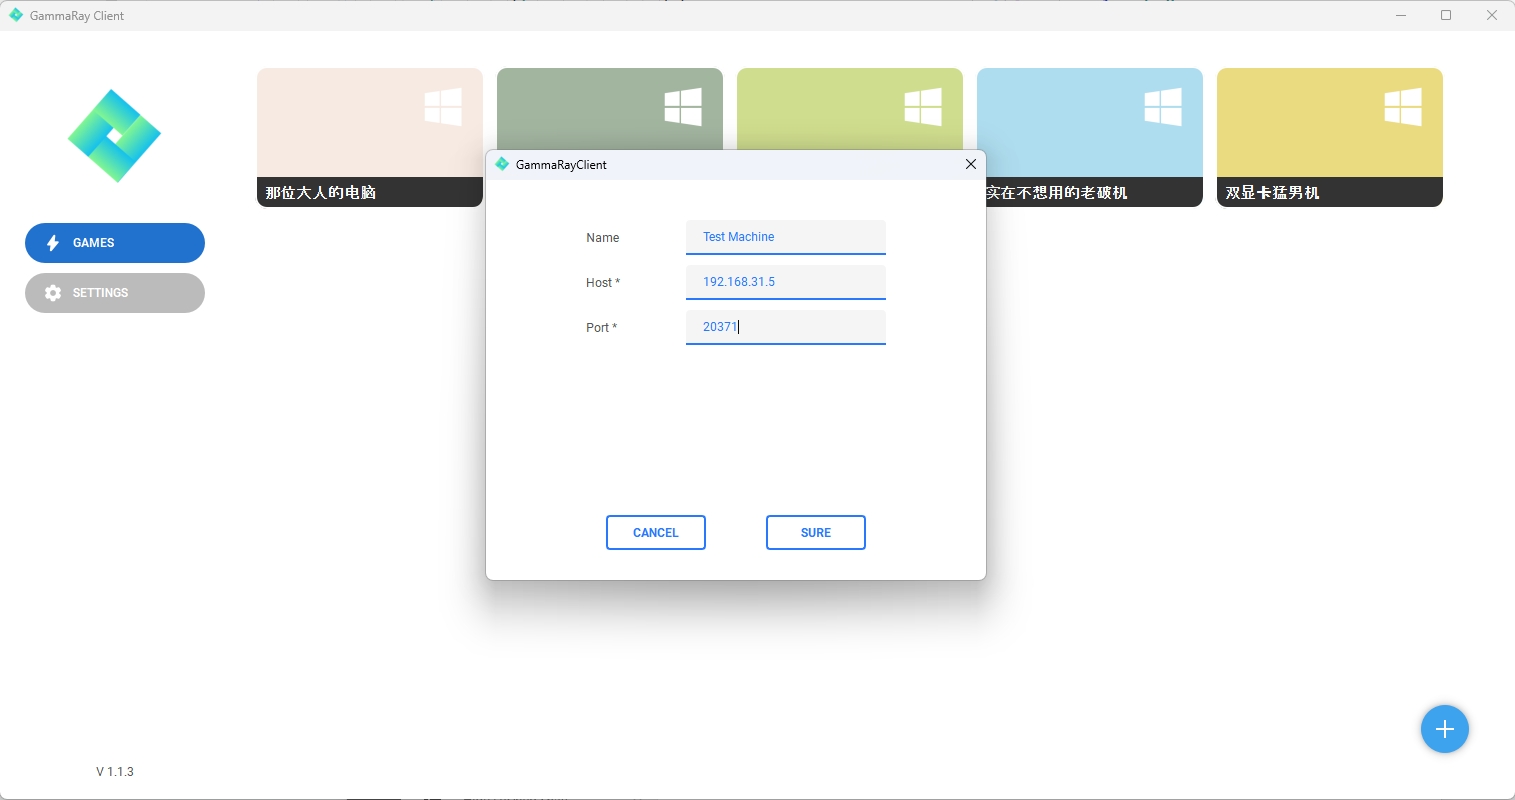 GammaRay Client
GAMES
SETTINGS
那位大人的电脑
实在不想用的老破机
双显卡猛男机
GammaRayClient
Name
Test Machine
Host *
192.168.31.5
Port *
20371
CANCEL
SURE
V 1.1.3